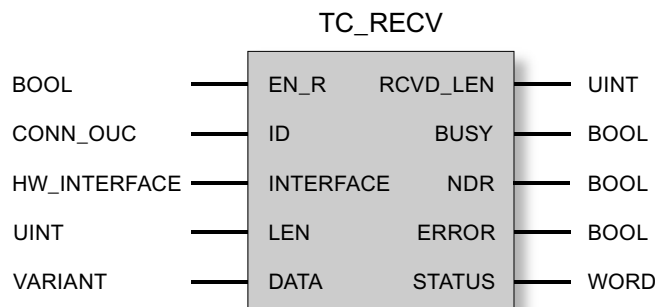 TC_RECV
BOOL EN_R RCVD_LEN UINT
CONN_OUC ID BUSY BOOL
HW_INTERFACE INTERFACE NDR BOOL
UINT LEN ERROR BOOL
VARIANT DATA STATUS WORD